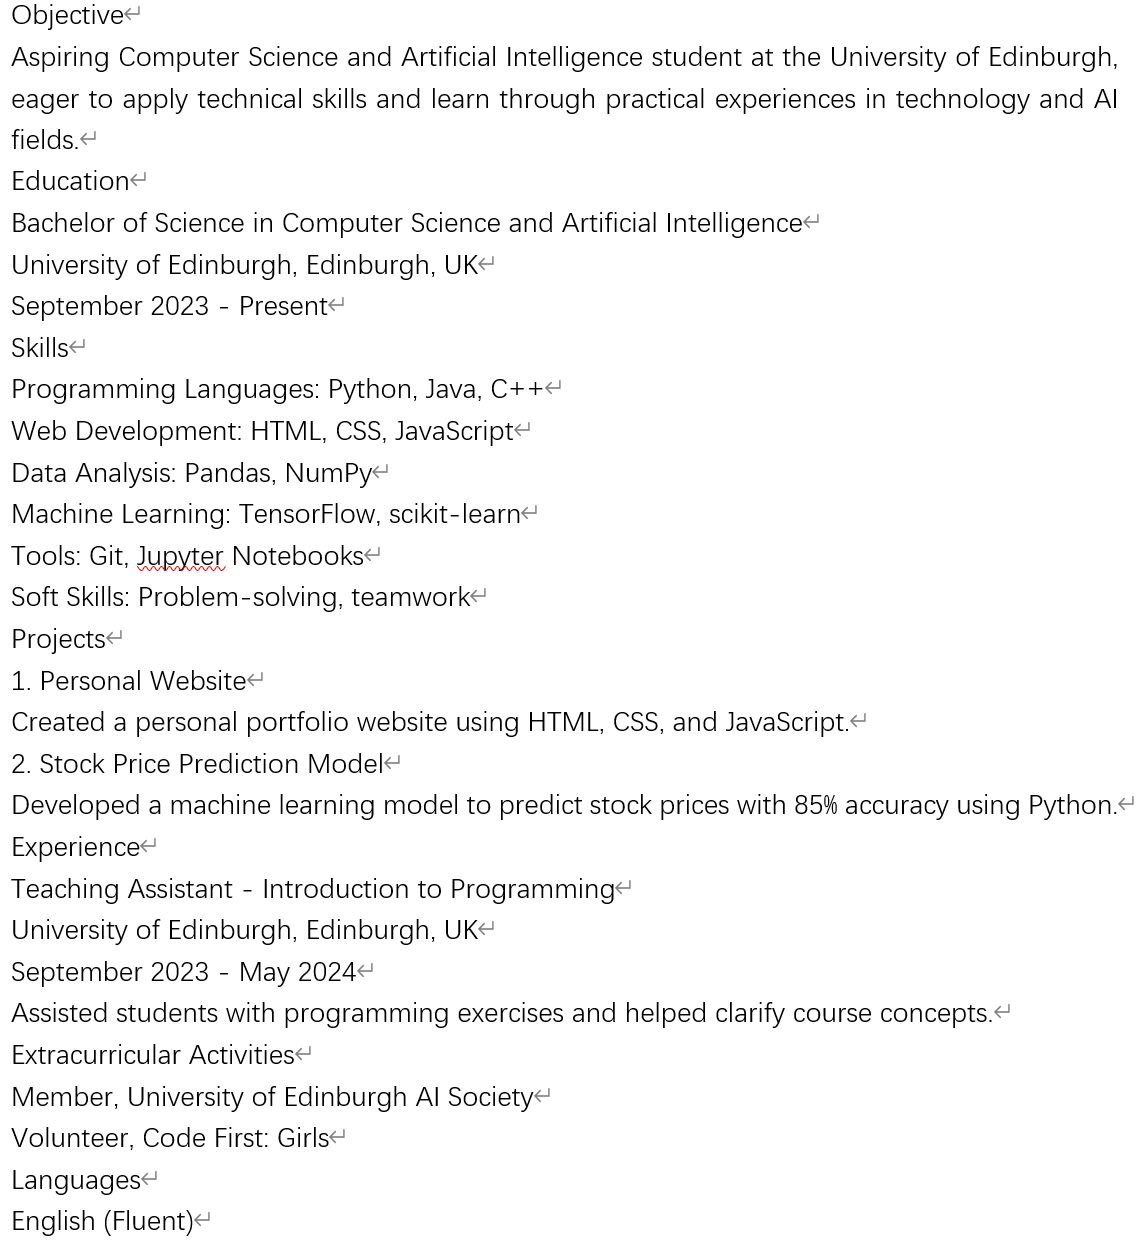 Objective
Aspiring Computer Science and Artificial Intelligence student at the University of Edinburgh,
eager to apply technical skills and learn through practical experiences in technology and AI
fields.
Education
Bachelor of Science in Computer Science and Artificial Intelligence
University of Edinburgh, Edinburgh, UK
September 2023 - Present
Skills
Programming Languages: Python, Java, C++
Web Development: HTML, CSS, JavaScript
Data Analysis: Pandas, NumPy
Machine Learning: TensorFlow, scikit-learn
Tools: Git, Jupyter Notebooks
Soft Skills: Problem-solving, teamwork
Projects
1. Personal Website
Created a personal portfolio website using HTML, CSS, and JavaScript.
2. Stock Price Prediction Model
Developed a machine learning model to predict stock prices with 85% accuracy using Python.
Experience
Teaching Assistant - Introduction to Programming
University of Edinburgh, Edinburgh, UK
September 2023 - May 2024
Assisted students with programming exercises and helped clarify course concepts.
Extracurricular Activities
Member, University of Edinburgh AI Society
Volunteer, Code First: Girls
Languages
English (Fluent)